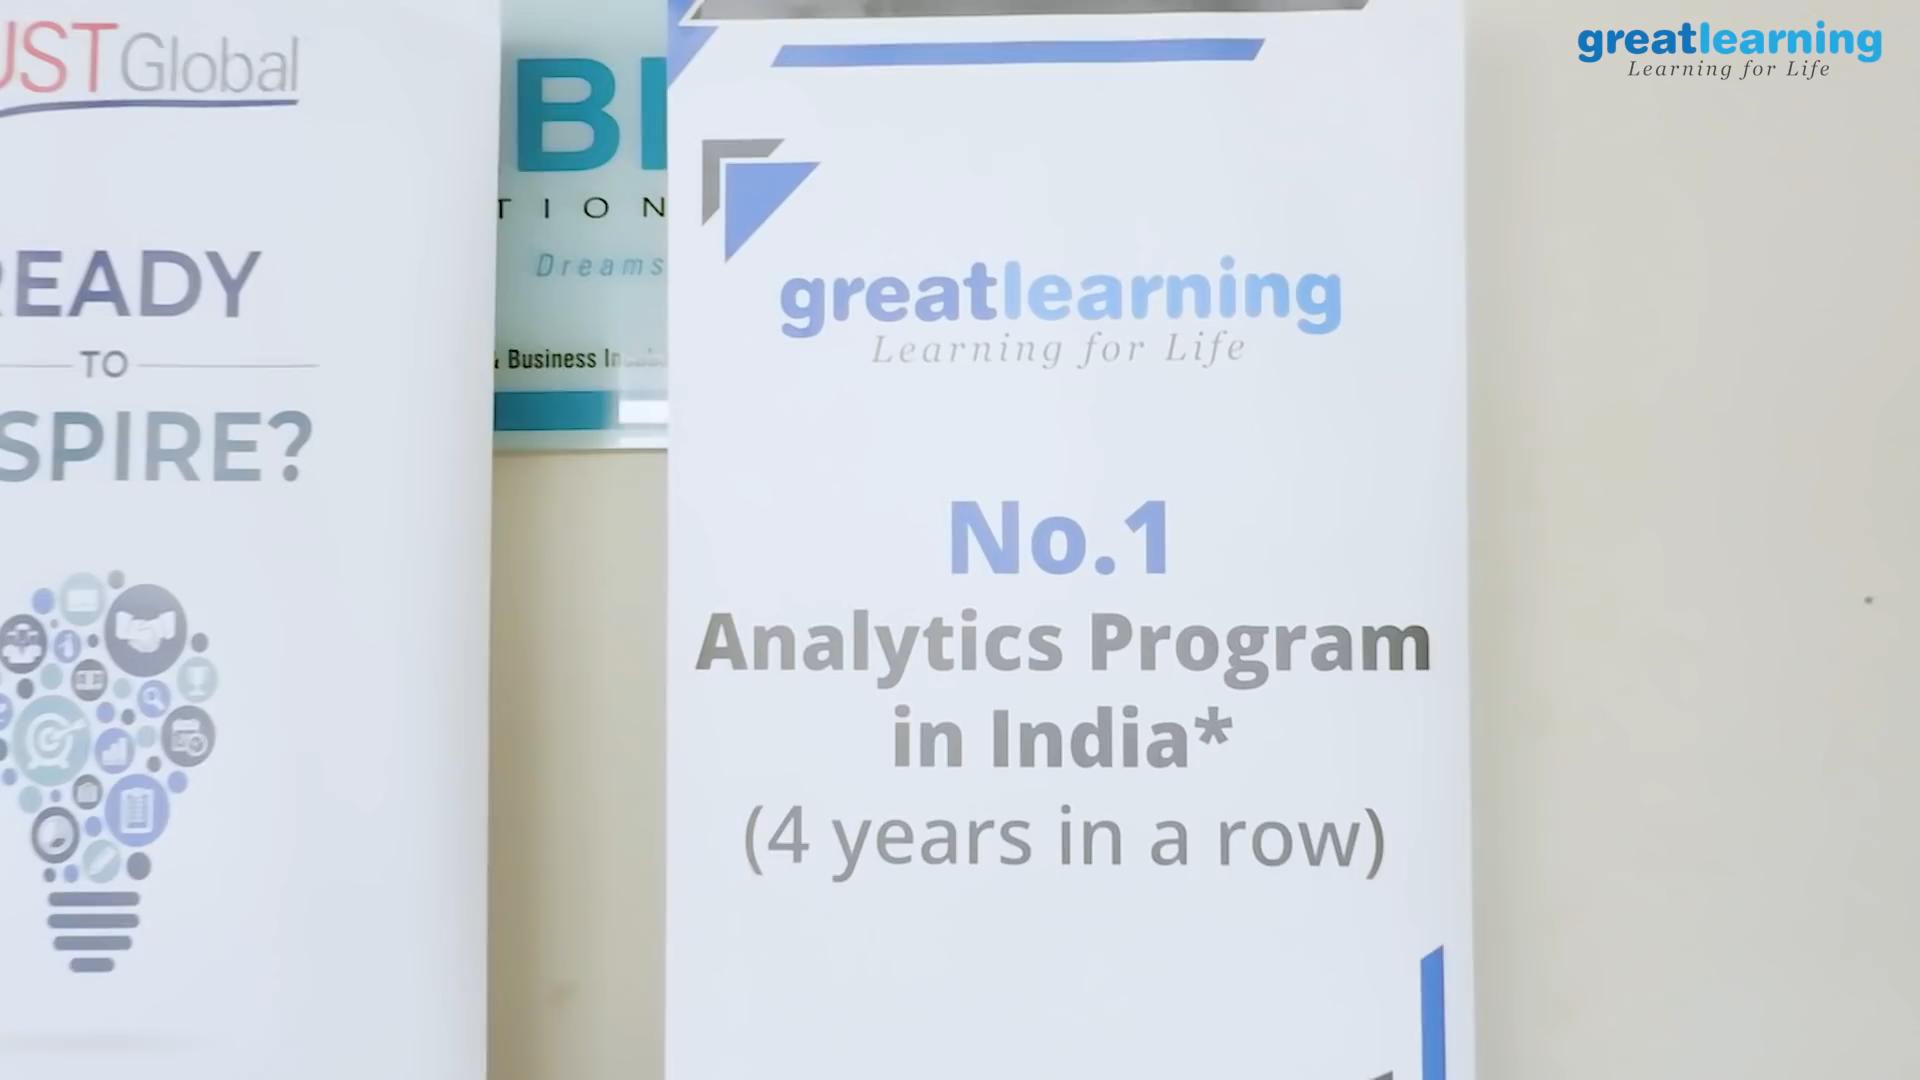 UST Global
READY
TO
SPIRE?
BI
TION
Dreams
& Business In
greatlearning
Learning for Life
No.1
Analytics Program
in India*
(4 years in a row)
greatlearning
Learning for Life